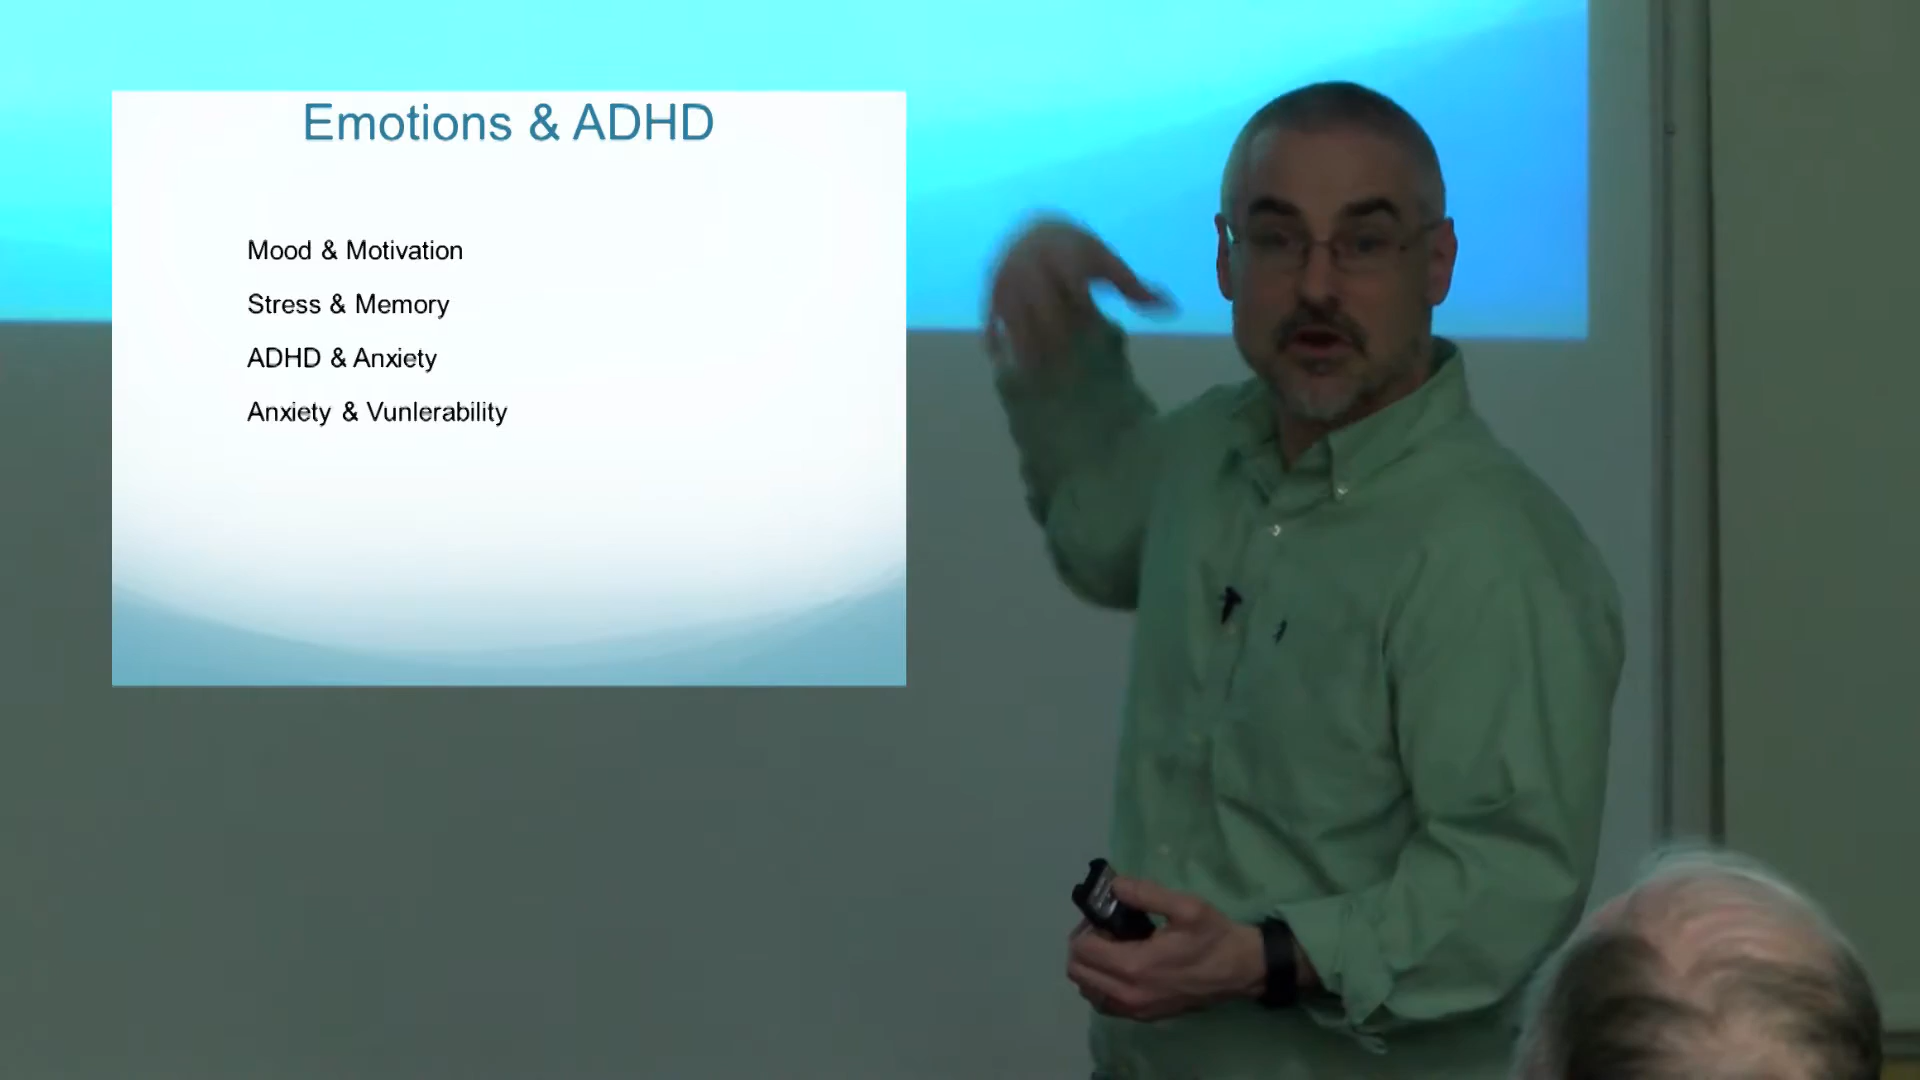 Emotions & ADHD
Mood & Motivation
Stress & Memory
ADHD & Anxiety
Anxiety & Vunlerability